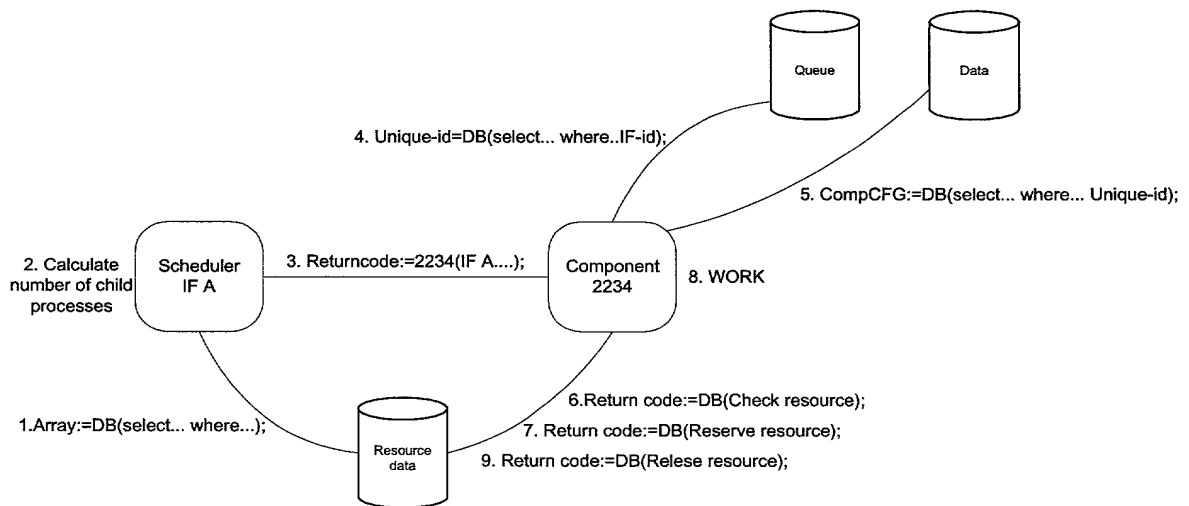 Queue
Data
4. Unique-id=DB(select... where..IF-id);
5. CompCFG:=DB(select... where... Unique-id);
2. Calculate
number of child
processes
Scheduler
IF A
3. Returncode:=2234(IF A....);
Component
2234
8. WORK
1.Array:=DB(select... where...);
Resource
data
6.Return code:=DB(Check resource);
7. Return code:=DB(Reserve resource);
9. Return code:=DB(Relese resource);